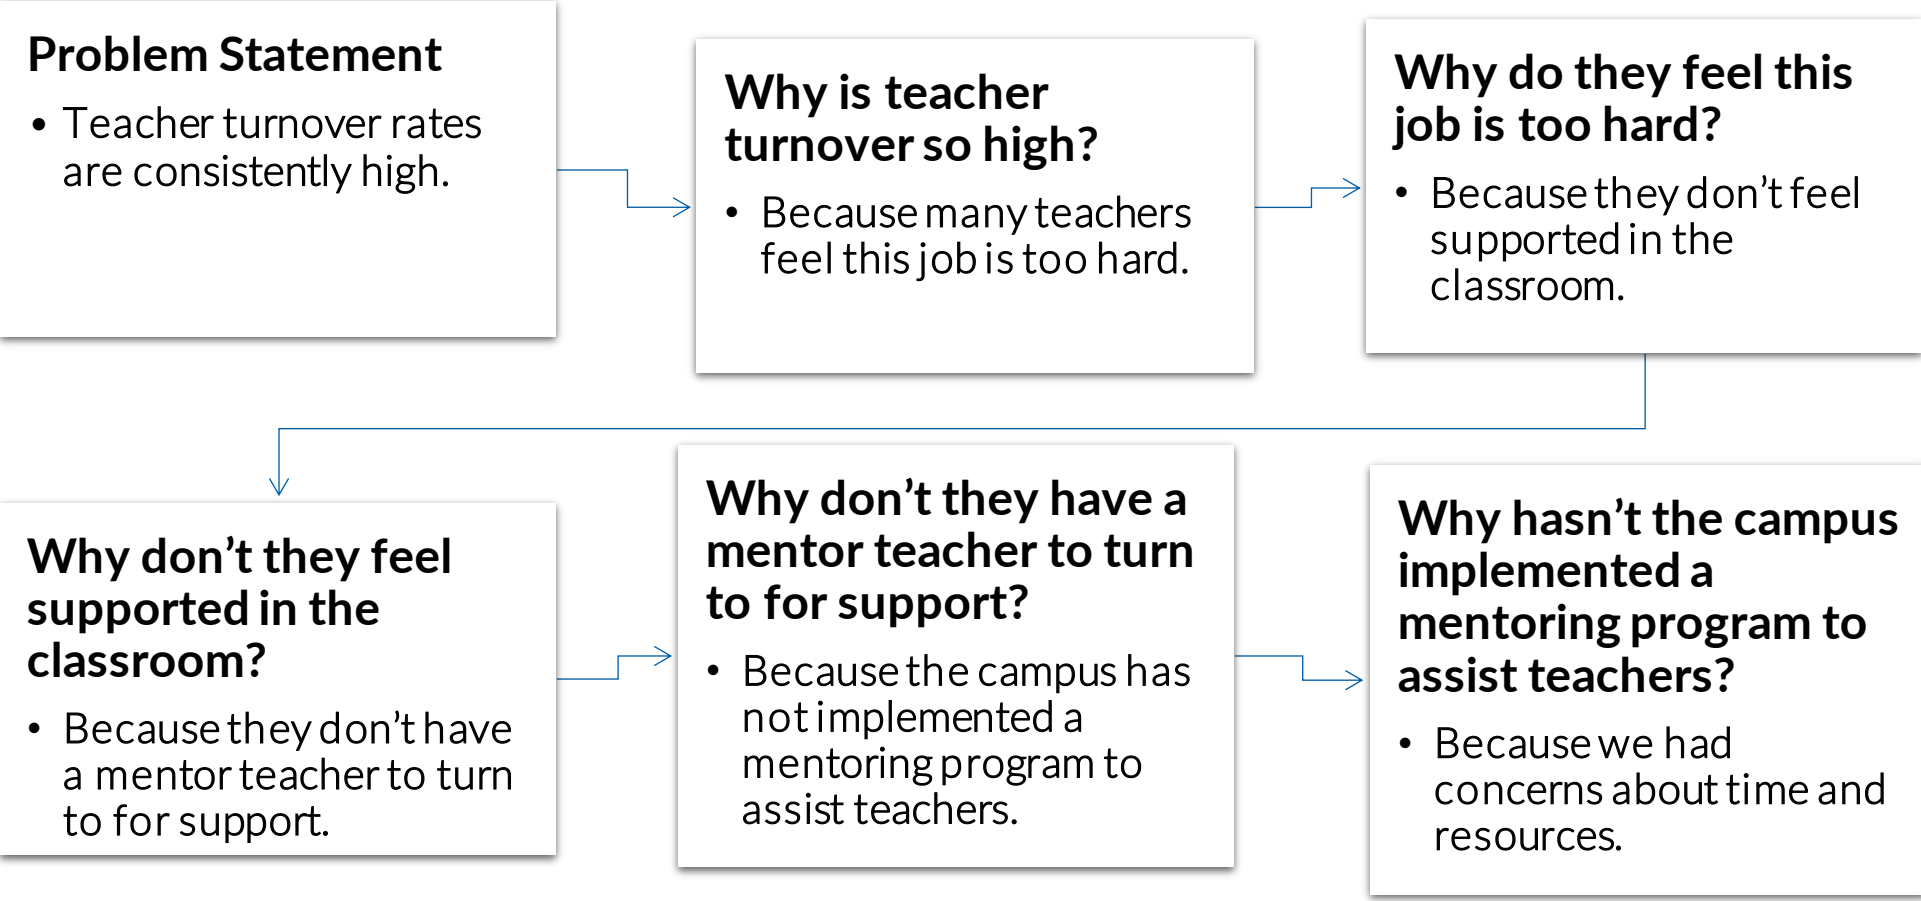 Problem Statement
• Teacher turnover rates
are consistently high.
Why is teacher
turnover so high?
• Because many teachers
feel this job is too hard.
Why do they feel this
job is too hard?
• Because they don’t feel
supported in the
classroom.
Why don’t they feel
supported in the
classroom?
• Because they don’t have
a mentor teacher to turn
to for support.
Why don’t they have a
mentor teacher to turn
to for support?
• Because the campus has
not implemented a
mentoring program to
assist teachers.
Why hasn’t the campus
implemented a
mentoring program to
assist teachers?
• Because we had
concerns about time and
resources.